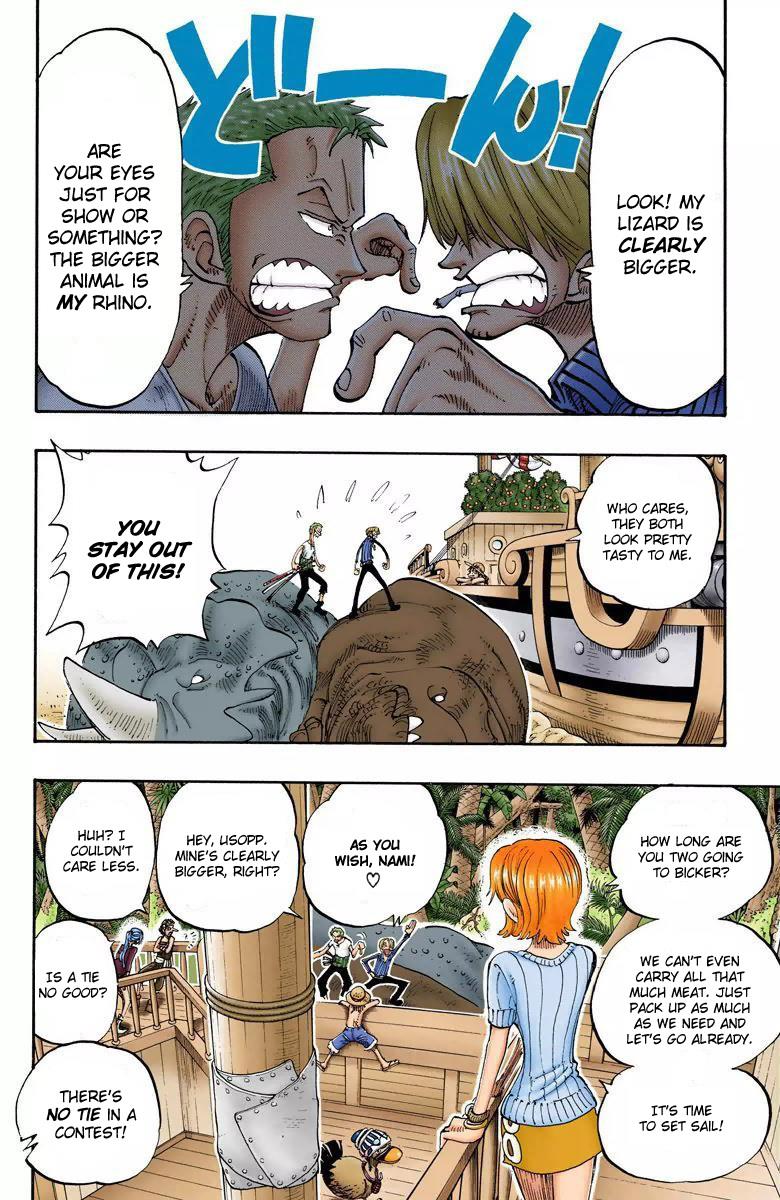 どーん!
LOOK! MY
LIZARD IS
CLEARLY
BIGGER.
ARE
YOUR EYES
JUST FOR
SHOW OR
SOMETHING?
THE BIGGER
ANIMAL IS
MY RHINO.
WHO CARES,
THEY BOTH
LOOK PRETTY
TASTY TO ME.
YOU
STAY OUT
OF THIS!
HOW LONG ARE
YOU TWO GOING
TO BICKER?
WE CAN'T EVEN
CARRY ALL THAT
MUCH MEAT. JUST
PACK UP AS MUCH
AS WE NEED AND
LET'S GO ALREADY.
IT'S TIME
TO SET SAIL!
AS YOU
WISH, NAMI!
♡
HEY, USOPP.
MINE'S CLEARLY
BIGGER, RIGHT?
HUH? I
COULDN'T
CARE LESS.
IS A TIE
NO GOOD?
THERE'S
NO TIE IN A
CONTEST!